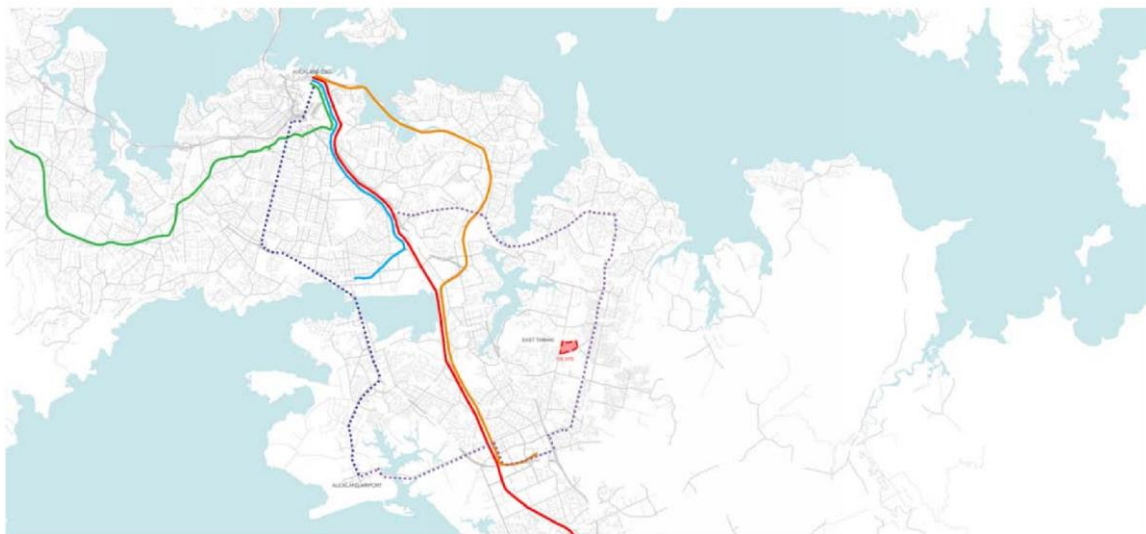 AUCKLAND CBD
EAST TAMAKI
THE SITE
AUCKLAND AIRPORT